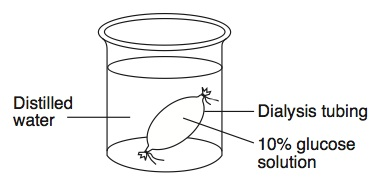 Distilled
water
Dialysis tubing
10% glucose
solution